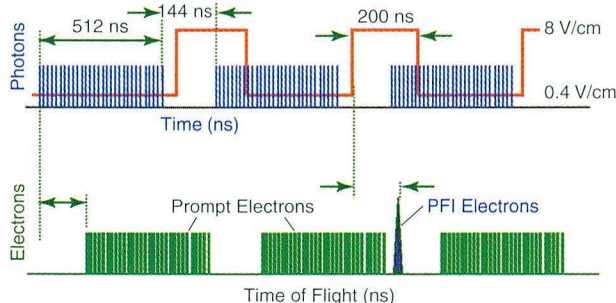 144 ns
512 ns
200 ns
8 V/cm
Photons
0.4 V/cm
Time (ns)
Electrons
Prompt Electrons
PFI Electrons
Time of Flight (ns)